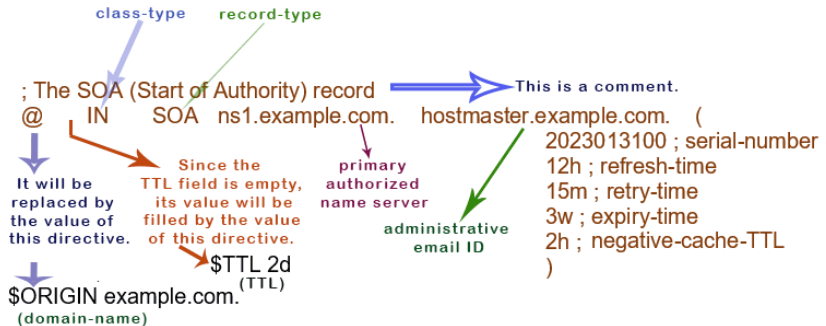 class-type record-type
; The SOA (Start of Authority) record This is a comment.
@ IN SOA ns1.example.com. hostmaster.example.com. (
2023013100 ; serial-number
12h ; refresh-time
15m ; retry-time
3w ; expiry-time
2h ; negative-cache-TTL
)
It will be
replaced by
the value of
this directive.
Since the
TTL field is empty,
its value will be
filled by the value
of this directive.
primary
authorized
name server
administrative
email ID
$TTL 2d
(TTL)
$ORIGIN example.com.
(domain-name)